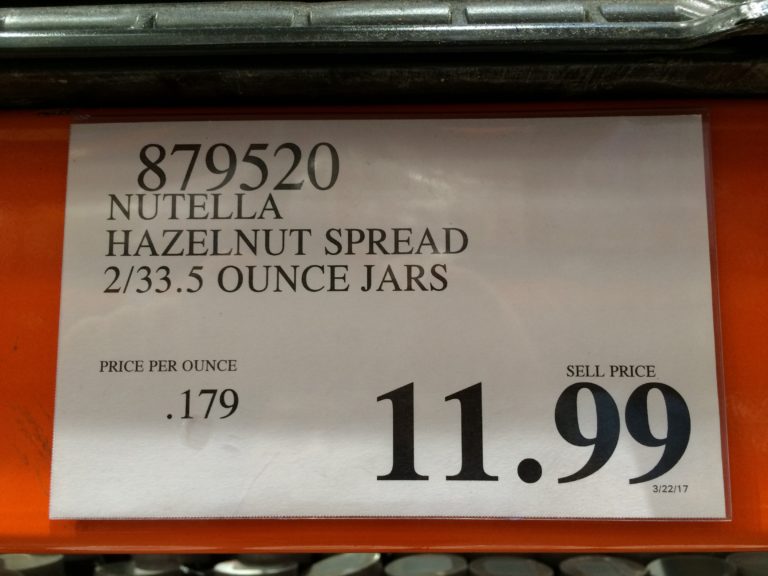 879520
NUTELLA
HAZELNUT SPREAD
2/33.5 OUNCE JARS
PRICE PER OUNCE
.179
SELL PRICE
11.99
3/22/17